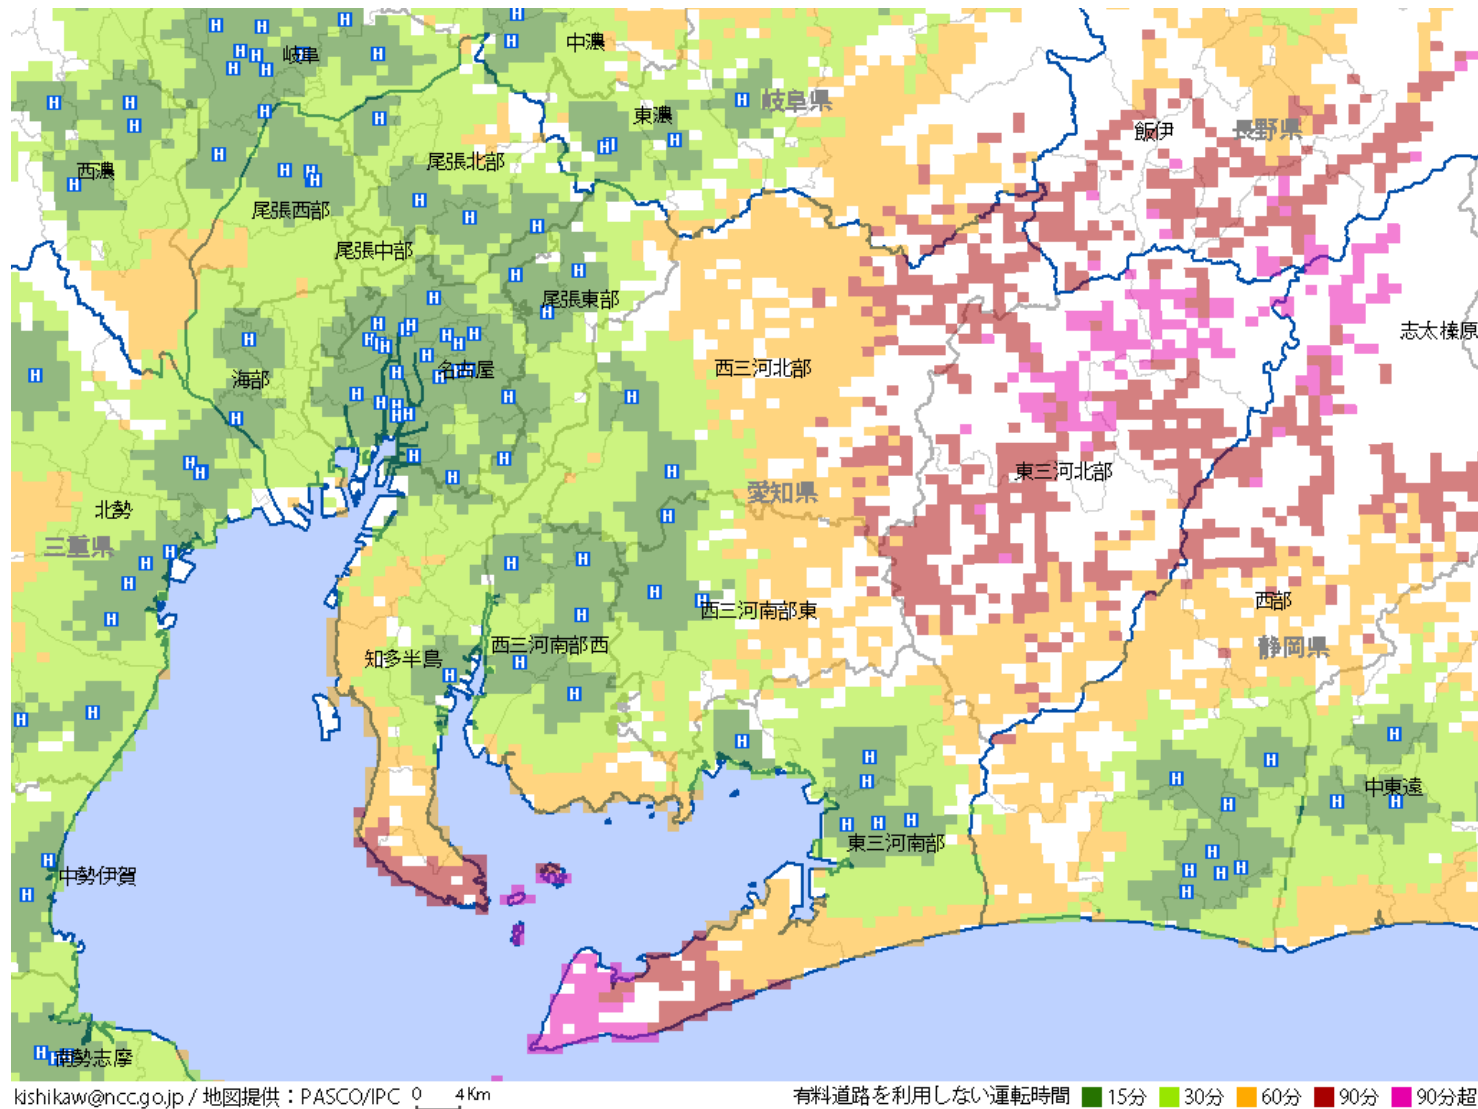 中濃
岐阜
岐阜県
東濃
飯伊
長野県
尾張北部
西濃
尾張西部
尾張中部
尾張東部
志太榛原
西三河北部
名古屋
海部
東三河北部
愛知県
北勢
三重県
西部
西三河南部東
静岡県
西三河南部西
知多半島
中東遠
東三河南部
中勢伊賀
南勢志摩
kishikaw@ncc.go.jp / 地図提供：PASCO/IPC 0 4Km
有料道路を利用しない運転時間 15分 30分 60分 90分 90分超